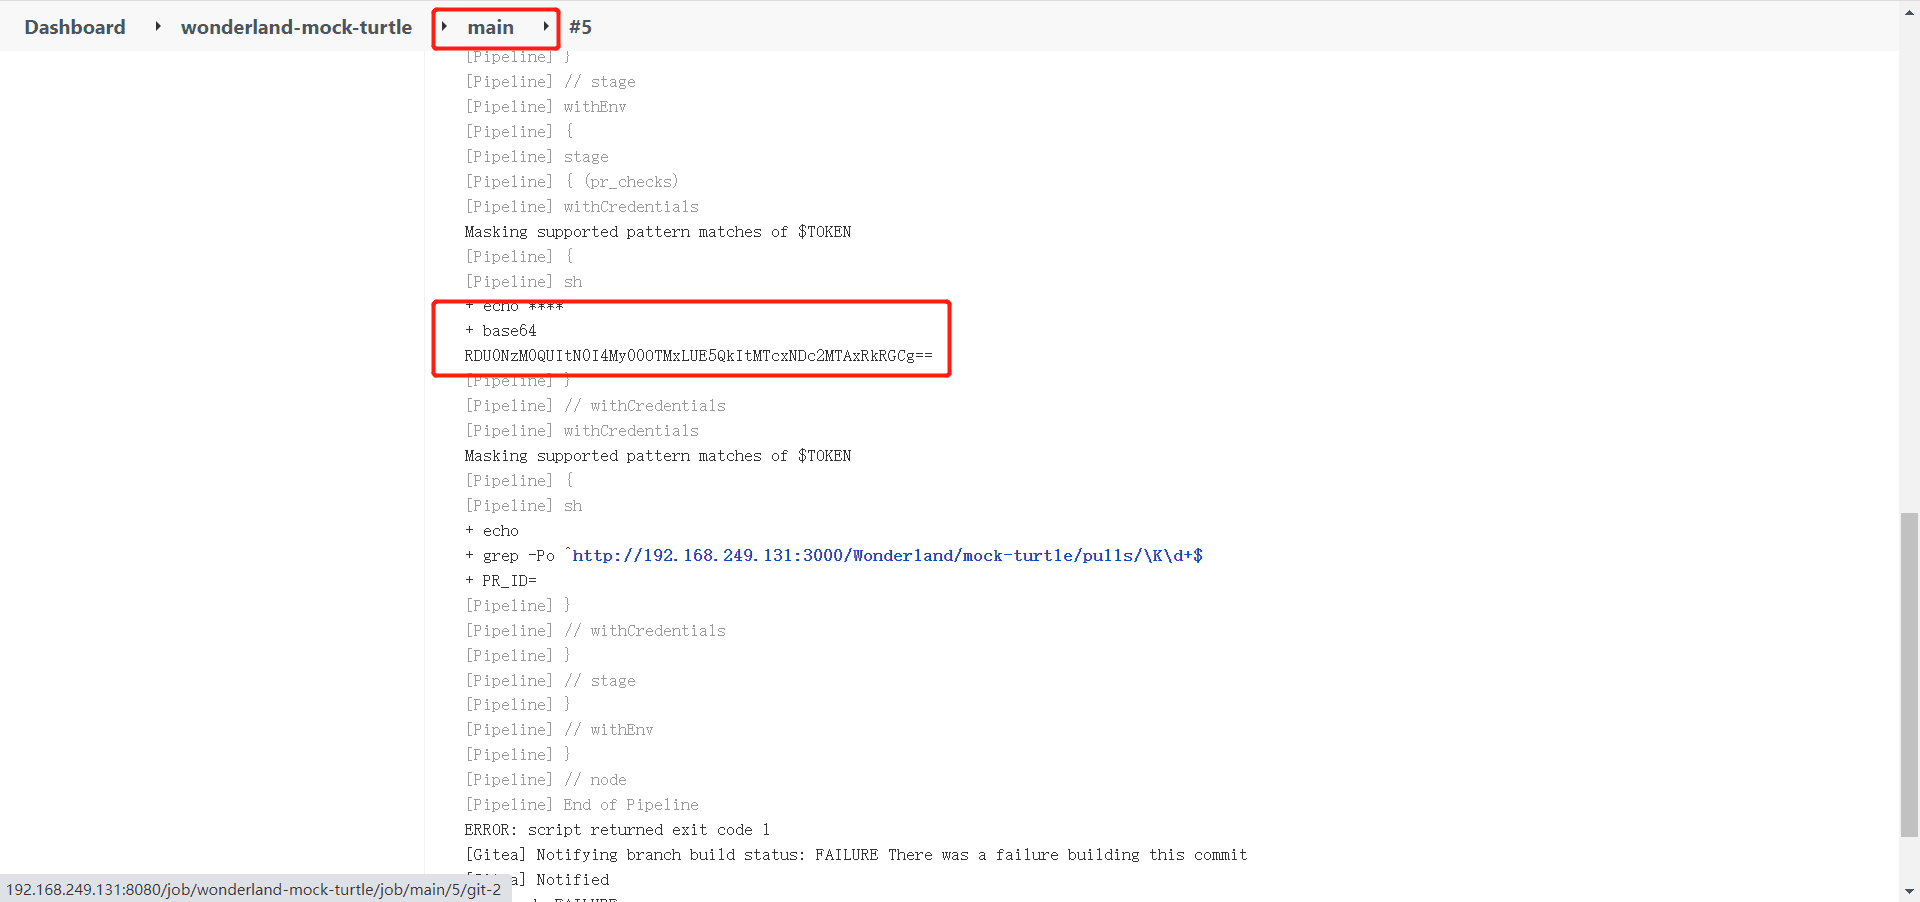 Dashboard ▸ wonderland-mock-turtle ▸ main ▸ #5
[Pipeline] }
[Pipeline] // stage
[Pipeline] withEnv
[Pipeline] {
[Pipeline] stage
[Pipeline] { (pr_checks)
[Pipeline] withCredentials
Masking supported pattern matches of $TOKEN
[Pipeline] {
[Pipeline] sh
+ echo ****
+ base64
RDU0NzM0QUItN0I4My00OTMxLUE5QkItMTcxNDc2MTAxRkRGCg==
[Pipeline] }
[Pipeline] // withCredentials
[Pipeline] withCredentials
Masking supported pattern matches of $TOKEN
[Pipeline] {
[Pipeline] sh
+ echo
+ grep -Po ^http://192.168.249.131:3000/Wonderland/mock-turtle/pulls/\K\d+$
+ PR_ID=
[Pipeline] }
[Pipeline] // withCredentials
[Pipeline] }
[Pipeline] // stage
[Pipeline] }
[Pipeline] // withEnv
[Pipeline] }
[Pipeline] // node
[Pipeline] End of Pipeline
ERROR: script returned exit code 1
[Gitea] Notifying branch build status: FAILURE There was a failure building this commit
[Gitea] Notified
192.168.249.131:8080/job/wonderland-mock-turtle/job/main/5/git-2
FAILURE